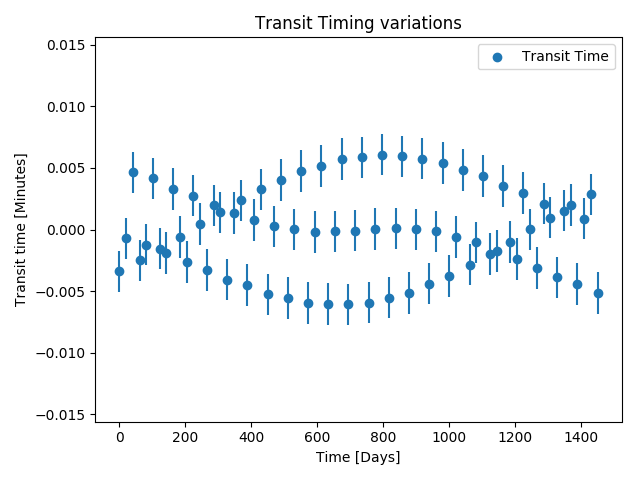 Transit Timing variations
Transit Time
Transit time [Minutes]
0.015
0.010
0.005
0.000
−0.005
−0.010
−0.015
0 200 400 600 800 1000 1200 1400
Time [Days]